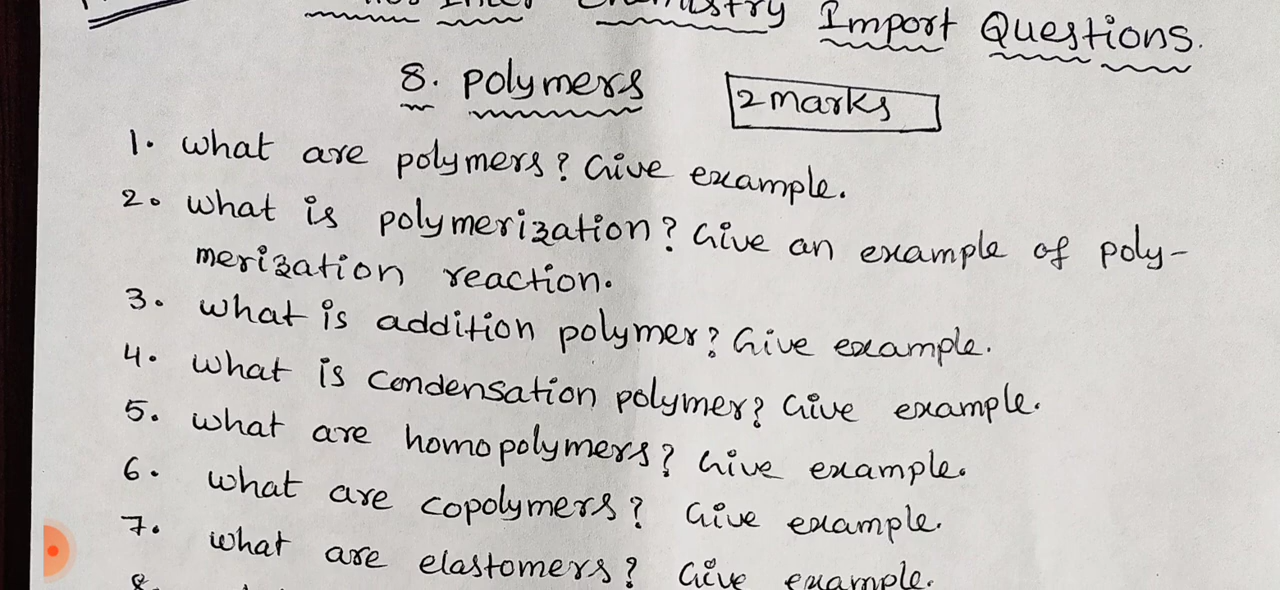 Import Questions.
8. Polymers 2 marks
1. What are polymers? Give example.
2. What is polymerization? Give an example of poly-
merization reaction.
3. What is addition polymer? Give example.
4. What is condensation polymer? Give example.
5. What are homopolymers? Give example.
6. What are copolymers? Give example.
7. What are elastomers? Give example.
8.